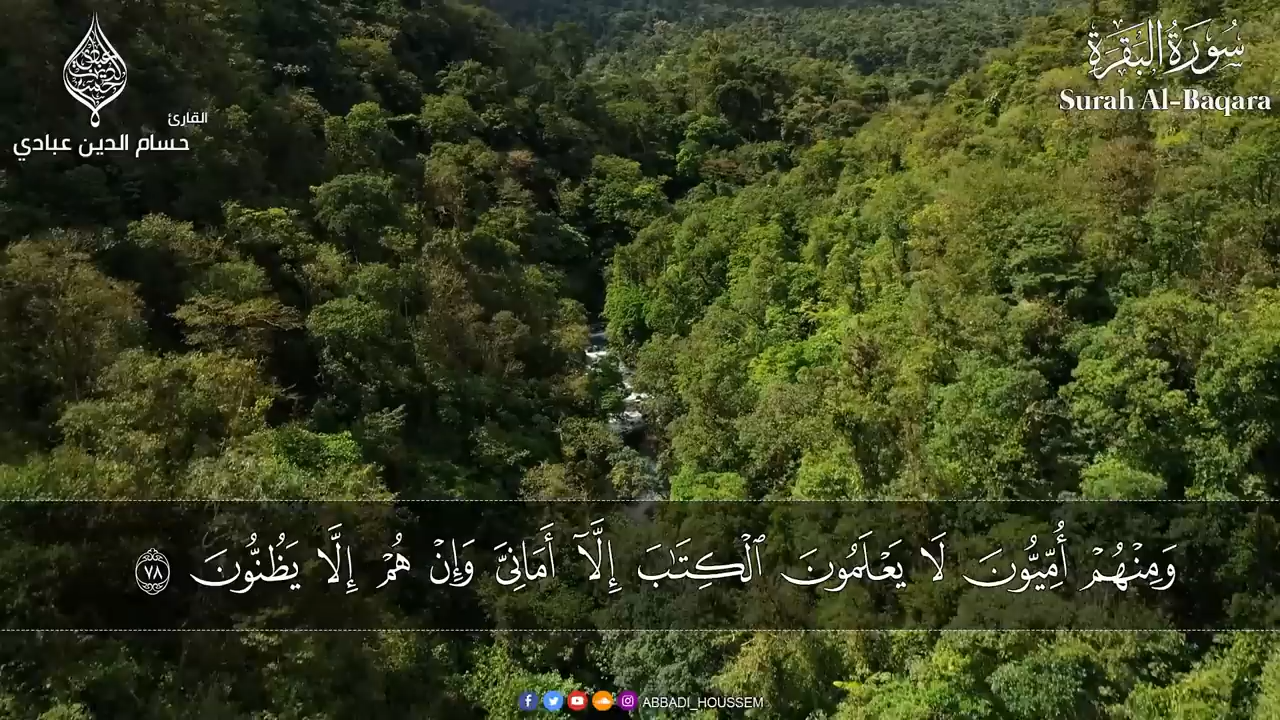 سُورَةُ البَقَرَة
Surah Al-Baqara
القارئ
حسام الدين عبادي
وَمِنْهُمْ أُمِّيُّونَ لَا يَعْلَمُونَ ٱلْكِتَٰبَ إِلَّآ أَمَانِىَّ وَإِنْ هُمْ إِلَّا يَظُنُّونَ ٧٨
ABBADI_HOUSSEM